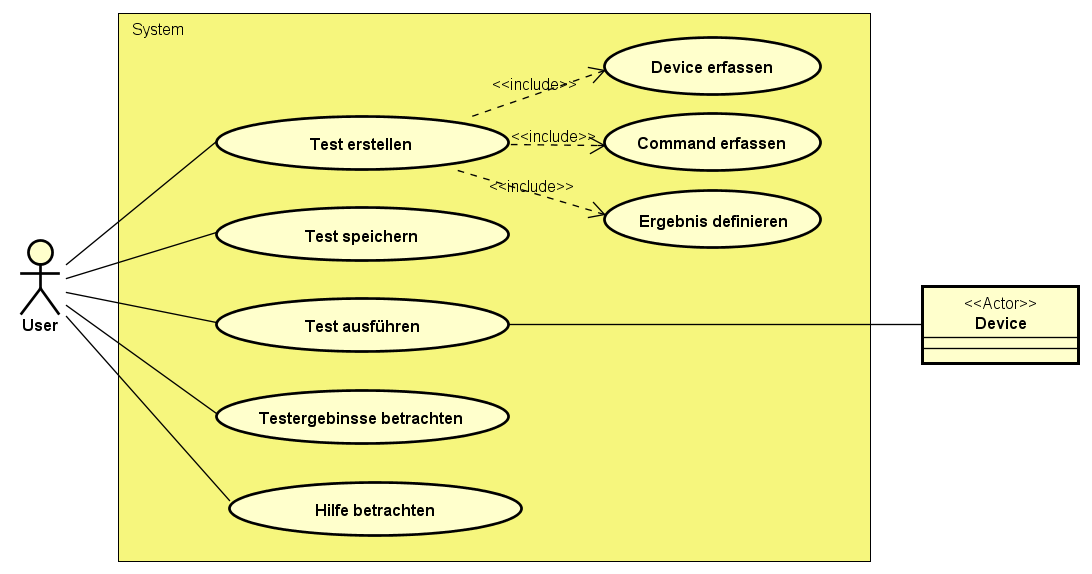 System
Device erfassen
<<include>>
<<include>>
Command erfassen
Test erstellen
<<include>>
Ergebnis definieren
Test speichern
<<Actor>>
Device
User
Test ausführen
Testergebinsse betrachten
Hilfe betrachten